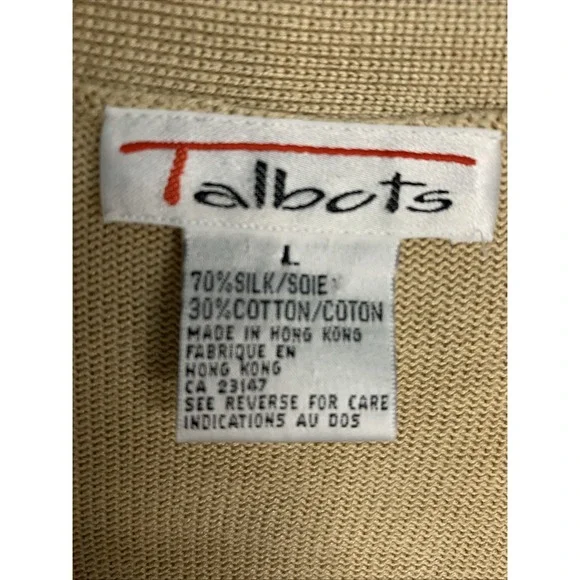 Talbots
L
70%SILK/SOIE
30%COTTON/COTON
MADE IN HONG KONG
FABRIQUE EN
HONG KONG
CA 23147
SEE REVERSE FOR CARE
INDICATIONS AU DOS